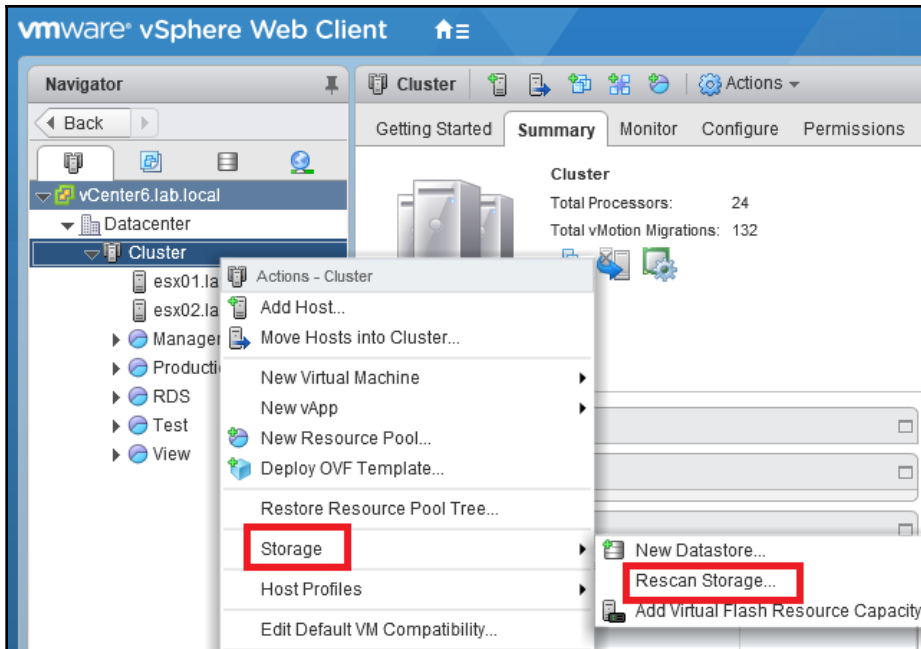 vmware® vSphere Web Client
Navigator
Back
vCenter6.lab.local
Datacenter
Cluster
esx01.la
esx02.la
Manager
Producti
RDS
Test
View
Cluster
Actions
Getting Started Summary Monitor Configure Permissions
Cluster
Total Processors: 24
Total vMotion Migrations: 132
Actions - Cluster
Add Host...
Move Hosts into Cluster...
New Virtual Machine
New vApp
New Resource Pool...
Deploy OVF Template...
Restore Resource Pool Tree...
Storage
Host Profiles
Edit Default VM Compatibility...
New Datastore...
Rescan Storage...
Add Virtual Flash Resource Capacity